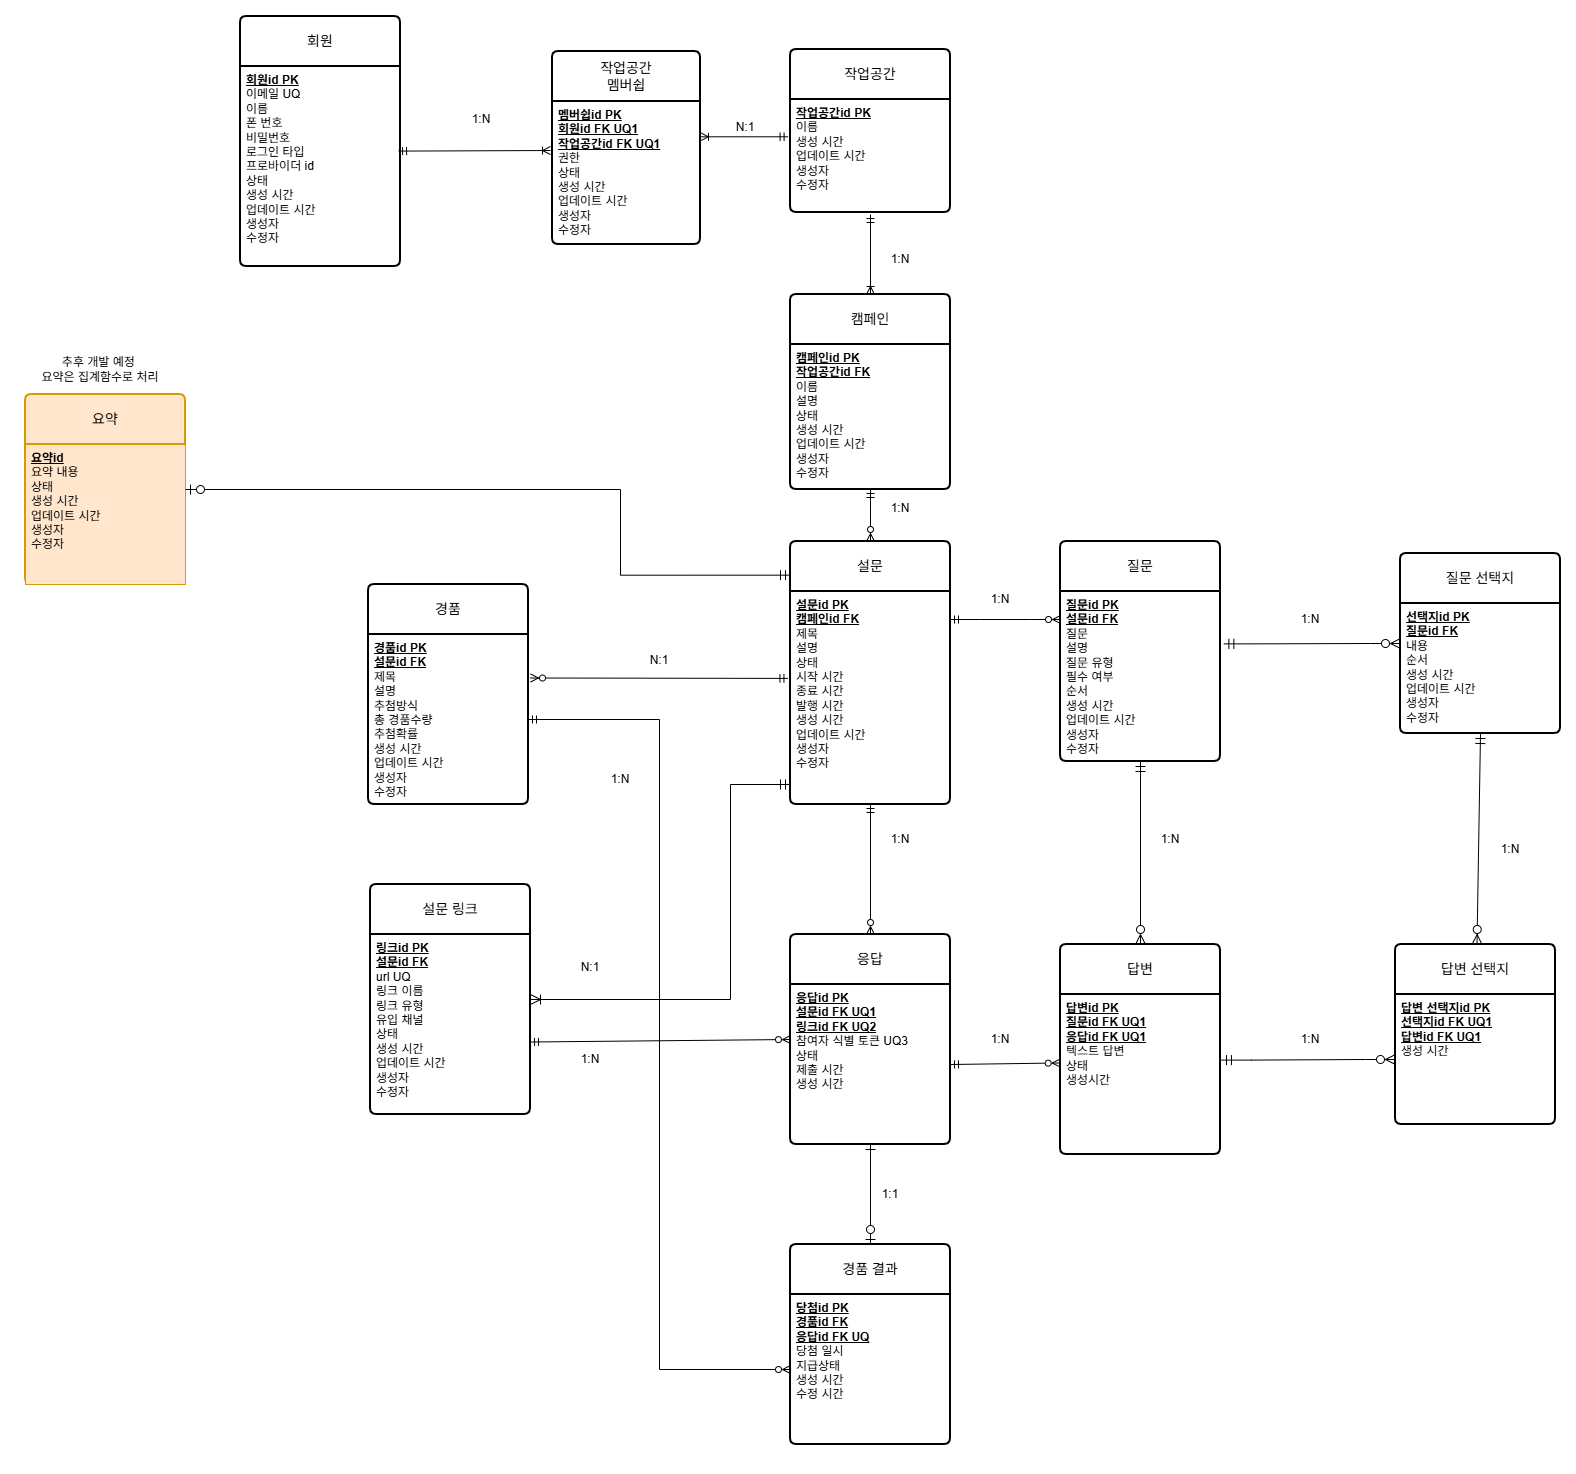 회원
회원id PK
이메일 UQ
이름
폰 번호
비밀번호
로그인 타입
프로바이더 id
상태
생성 시간
업데이트 시간
생성자
수정자
1:N
작업공간
멤버쉽
멤버쉽id PK
회원id FK UQ1
작업공간id FK UQ1
권한
상태
생성 시간
업데이트 시간
생성자
수정자
N:1
작업공간
작업공간id PK
이름
생성 시간
업데이트 시간
생성자
수정자
1:N
캠페인
캠페인id PK
작업공간id FK
이름
설명
상태
생성 시간
업데이트 시간
생성자
수정자
1:N
추후 개발 예정
요약은 집계함수로 처리
요약
요약id
요약 내용
상태
생성 시간
업데이트 시간
생성자
수정자
경품
경품id PK
설문id FK
제목
설명
추첨방식
총 경품수량
추첨확률
생성 시간
업데이트 시간
생성자
수정자
N:1
1:N
설문
설문id PK
캠페인id FK
제목
설명
상태
시작 시간
종료 시간
발행 시간
생성 시간
업데이트 시간
생성자
수정자
1:N
질문
질문id PK
설문id FK
질문
설명
질문 유형
필수 여부
순서
생성 시간
업데이트 시간
생성자
수정자
1:N
질문 선택지
선택지id PK
질문id FK
내용
순서
생성 시간
업데이트 시간
생성자
수정자
1:N
1:N
1:N
설문 링크
링크id PK
설문id FK
url UQ
링크 이름
링크 유형
유입 채널
상태
생성 시간
업데이트 시간
생성자
수정자
N:1
1:N
응답
응답id PK
설문id FK UQ1
링크id FK UQ2
참여자 식별 토큰 UQ3
상태
제출 시간
생성 시간
1:N
답변
답변id PK
질문id FK UQ1
응답id FK UQ1
텍스트 답변
상태
생성시간
1:N
답변 선택지
답변 선택지id PK
선택지id FK UQ1
답변id FK UQ1
생성 시간
1:1
경품 결과
당첨id PK
경품id FK
응답id FK UQ
당첨 일시
지급상태
생성 시간
수정 시간